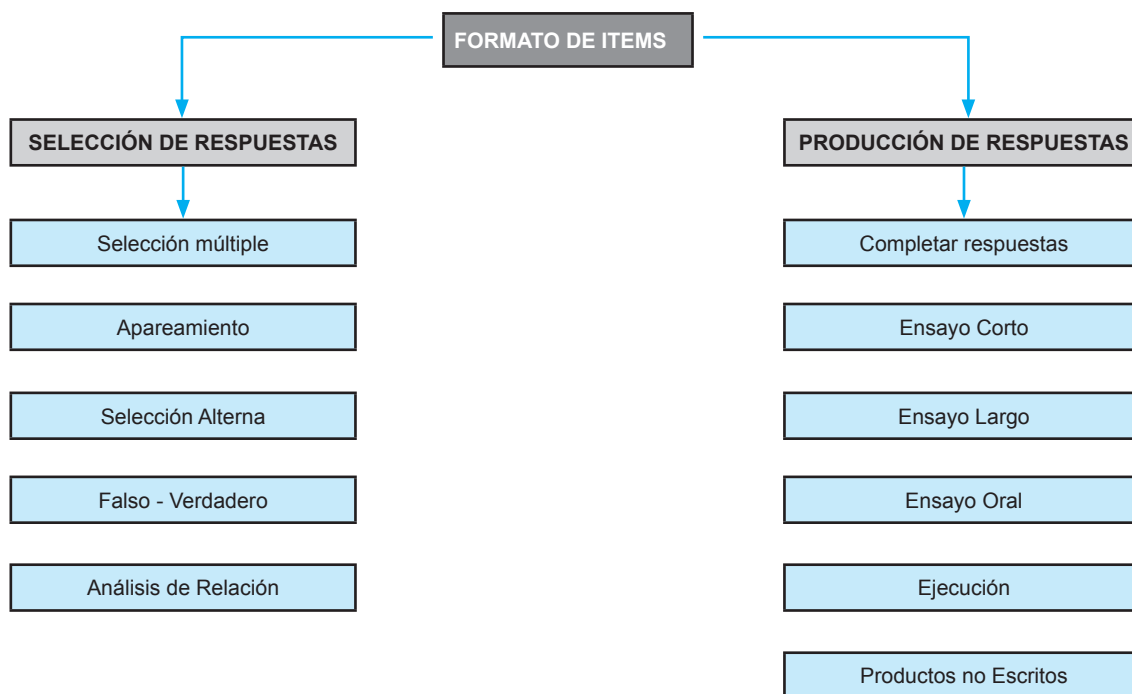 FORMATO DE ITEMS
SELECCIÓN DE RESPUESTAS
Selección múltiple
Apareamiento
Selección Alterna
Falso - Verdadero
Análisis de Relación
PRODUCCIÓN DE RESPUESTAS
Completar respuestas
Ensayo Corto
Ensayo Largo
Ensayo Oral
Ejecución
Productos no Escritos